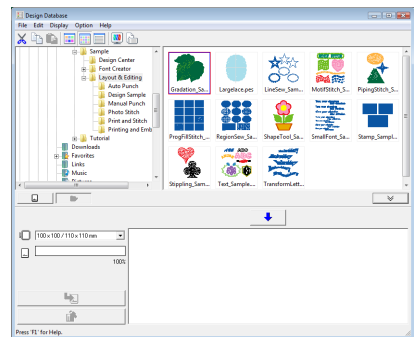 Design Database
File Edit Display Option Help
Sample
Design Center
Font Creator
Layout & Editing
Auto Punch
Design Sample
Manual Punch
Photo Stitch
Print and Stitch
Printing and Emb
Tutorial
Downloads
Favorites
Links
Music
Gradation_Sa... Largelace.pes LineSew_Sam... MotifStitch_S... PipingStitch_S...
ProgFillStitch_... RegionSew_Sa... ShapeTool_Sa... SmallFont_Sa... Stamp_Sampl...
Stippling_Sam... Text_Sample.... TransformLett...
100 x 100 / 110 x 110 mm
100%
Press 'F1' for Help.